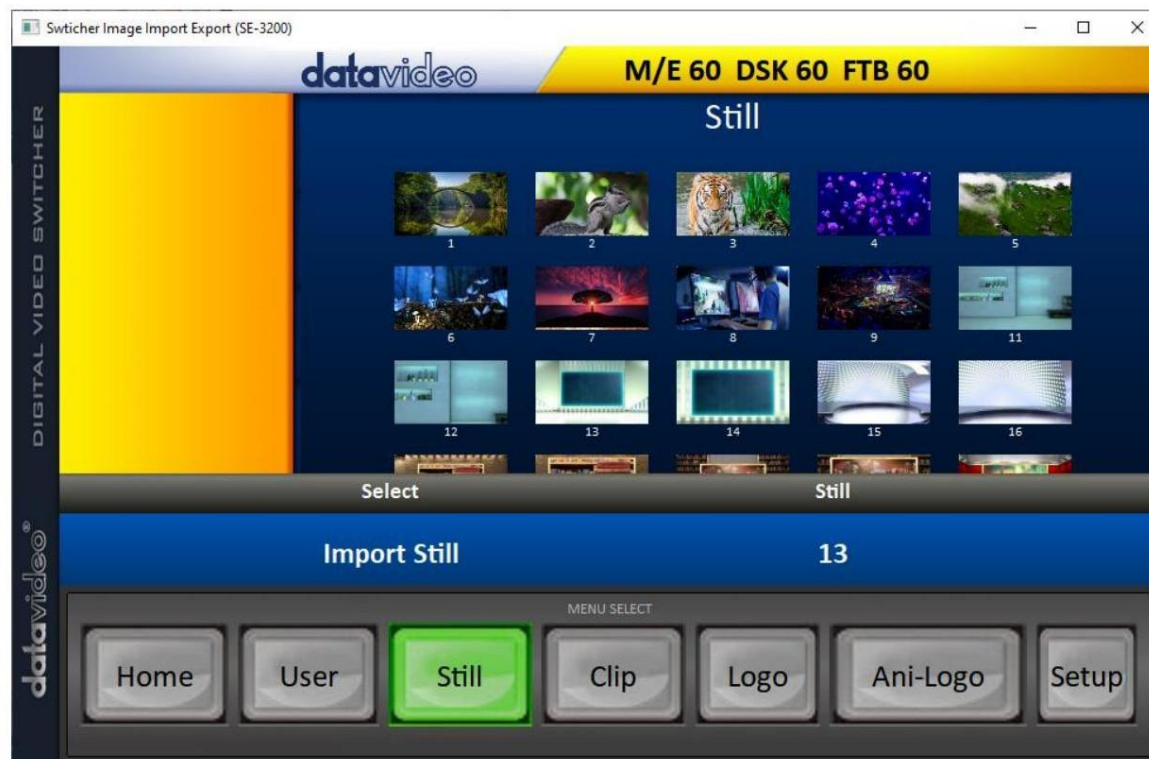 Swticher Image Import Export (SE-3200)
datavideo
M/E 60 DSK 60 FTB 60
Still
1 2 3 4 5
6 7 8 9 11
12 13 14 15 16
Select Still
Import Still 13
MENU SELECT
Home User Still Clip Logo Ani-Logo Setup
DIGITAL VIDEO SWITCHER
datavideo®